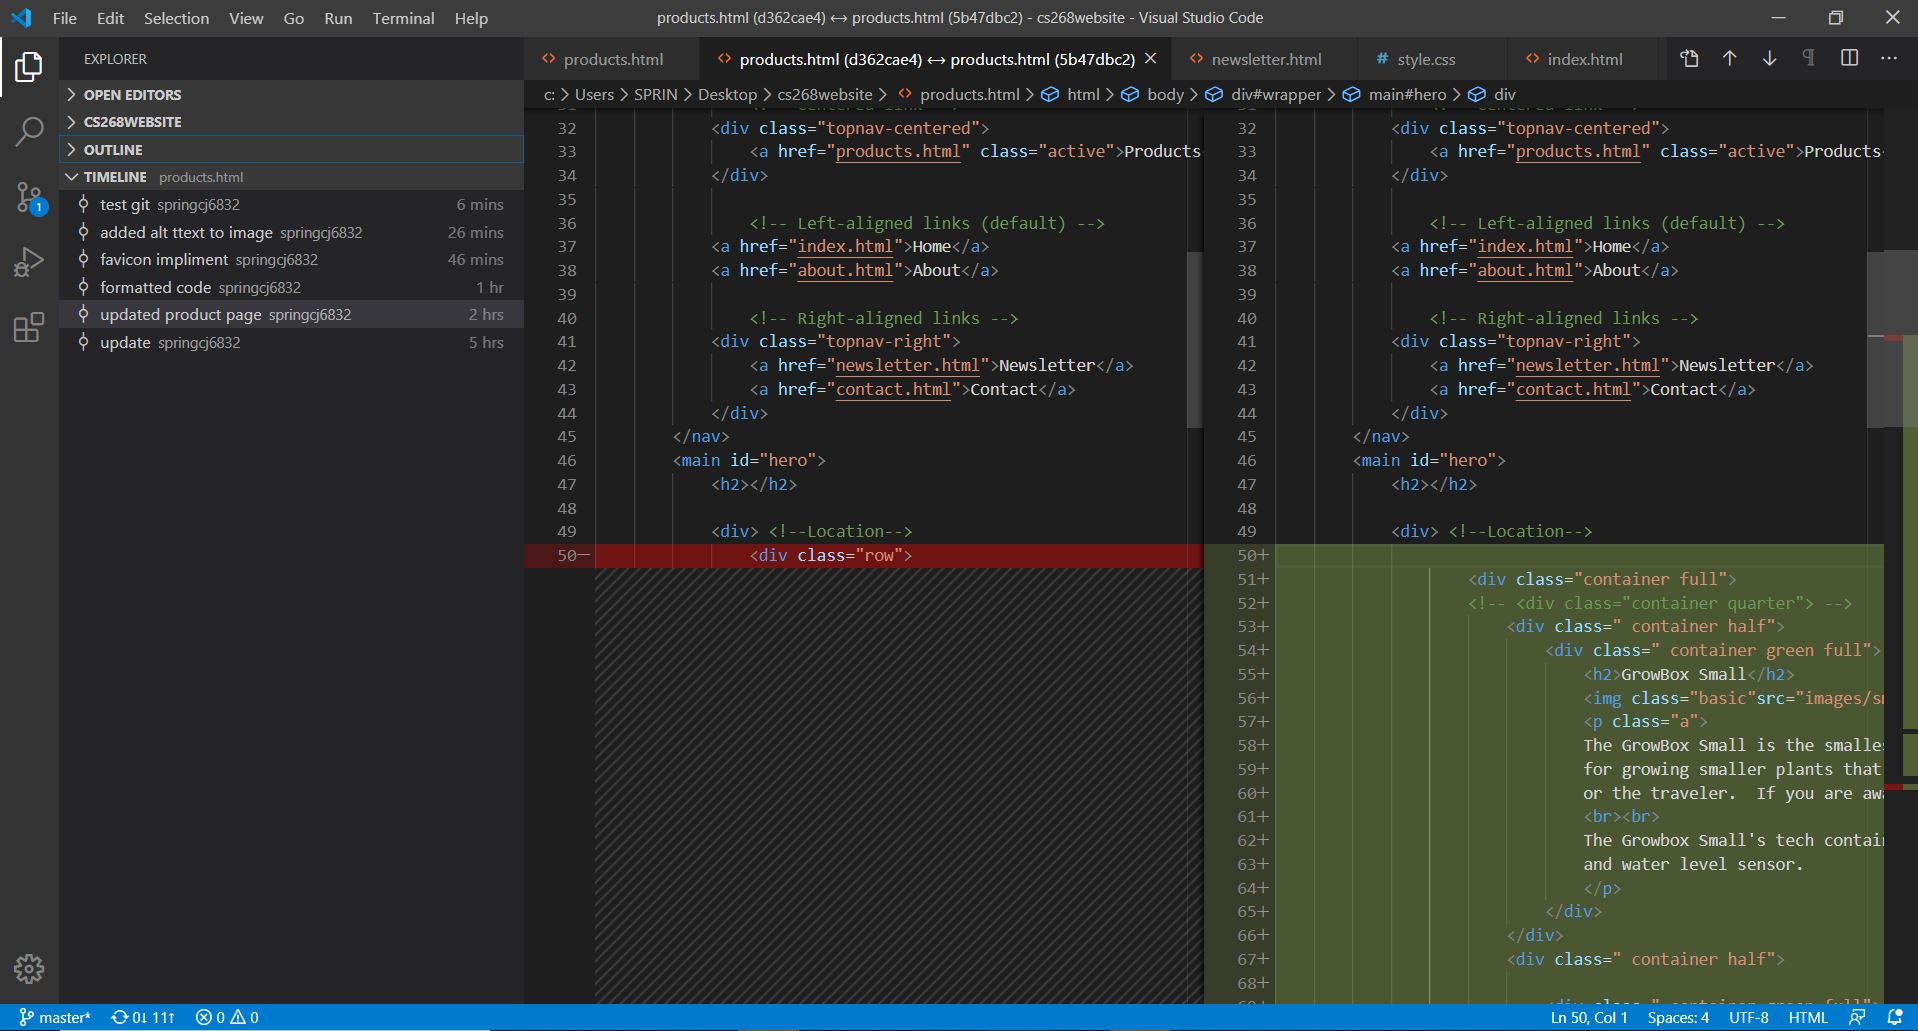 File Edit Selection View Go Run Terminal Help
products.html (d362cae4) ↔ products.html (5b47dbc2) - cs268website - Visual Studio Code
EXPLORER
OPEN EDITORS
CS268WEBSITE
OUTLINE
TIMELINE products.html
test git springcj6832 6 mins
added alt ttext to image springcj6832 26 mins
favicon impliment springcj6832 46 mins
formatted code springcj6832 1 hr
updated product page springcj6832 2 hrs
update springcj6832 5 hrs
1
products.html
products.html (d362cae4) ↔ products.html (5b47dbc2)
newsletter.html
# style.css
index.html
c: > Users > SPRIN > Desktop > cs268website > products.html > html > body > div#wrapper > main#hero > div
32 <div class="topnav-centered">
33 <a href="products.html" class="active">Products
34 </div>
35
36 <!-- Left-aligned links (default) -->
37 <a href="index.html">Home</a>
38 <a href="about.html">About</a>
39
40 <!-- Right-aligned links -->
41 <div class="topnav-right">
42 <a href="newsletter.html">Newsletter</a>
43 <a href="contact.html">Contact</a>
44 </div>
45 </nav>
46 <main id="hero">
47 <h2></h2>
48
49 <div> <!--Location-->
50— <div class="row">
32 <div class="topnav-centered">
33 <a href="products.html" class="active">Products
34 </div>
35
36 <!-- Left-aligned links (default) -->
37 <a href="index.html">Home</a>
38 <a href="about.html">About</a>
39
40 <!-- Right-aligned links -->
41 <div class="topnav-right">
42 <a href="newsletter.html">Newsletter</a>
43 <a href="contact.html">Contact</a>
44 </div>
45 </nav>
46 <main id="hero">
47 <h2></h2>
48
49 <div> <!--Location-->
50+
51+ <div class="container full">
52+ <!-- <div class="container quarter"> -->
53+ <div class=" container half">
54+ <div class=" container green full">
55+ <h2>GrowBox Small</h2>
56+ <img class="basic"src="images/s
57+ <p class="a">
58+ The GrowBox Small is the smalle
59+ for growing smaller plants that
60+ or the traveler.  If you are aw
61+ <br><br>
62+ The Growbox Small's tech contai
63+ and water level sensor.
64+ </p>
65+ </div>
66+ </div>
67+ <div class=" container half">
68+
master* 0↓ 11↑ 0 0
Ln 50, Col 1 Spaces: 4 UTF-8 HTML